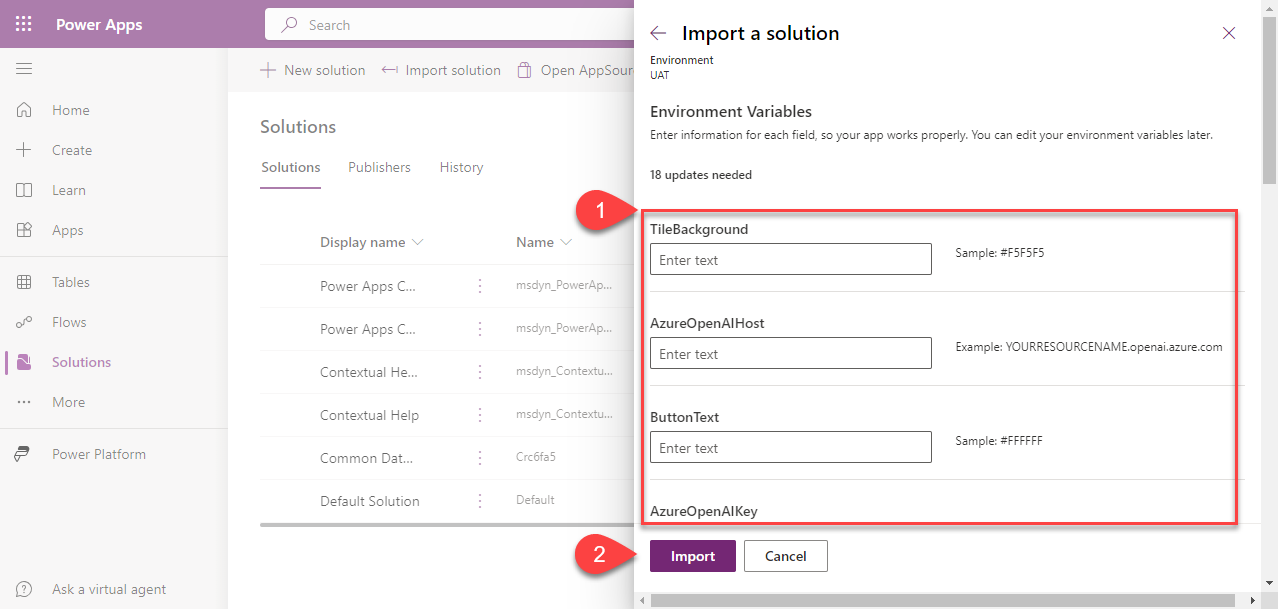 Power Apps
Search
New solution
Import solution
Open AppSour
Home
Create
Learn
Apps
Tables
Flows
Solutions
More
Power Platform
Ask a virtual agent
Solutions
Solutions Publishers History
Display name Name
Power Apps C... msdyn_PowerAp...
Power Apps C... msdyn_PowerAp...
Contextual He... msdyn_Contextu...
Contextual Help msdyn_Contextu...
Common Dat... Crc6fa5
Default Solution Default
Import a solution
Environment
UAT
Environment Variables
Enter information for each field, so your app works properly. You can edit your environment variables later.
18 updates needed
1
TileBackground
Enter text
Sample: #F5F5F5
AzureOpenAIHost
Enter text
Example: YOURRESOURCENAME.openai.azure.com
ButtonText
Enter text
Sample: #FFFFFF
AzureOpenAIKey
2
Import
Cancel